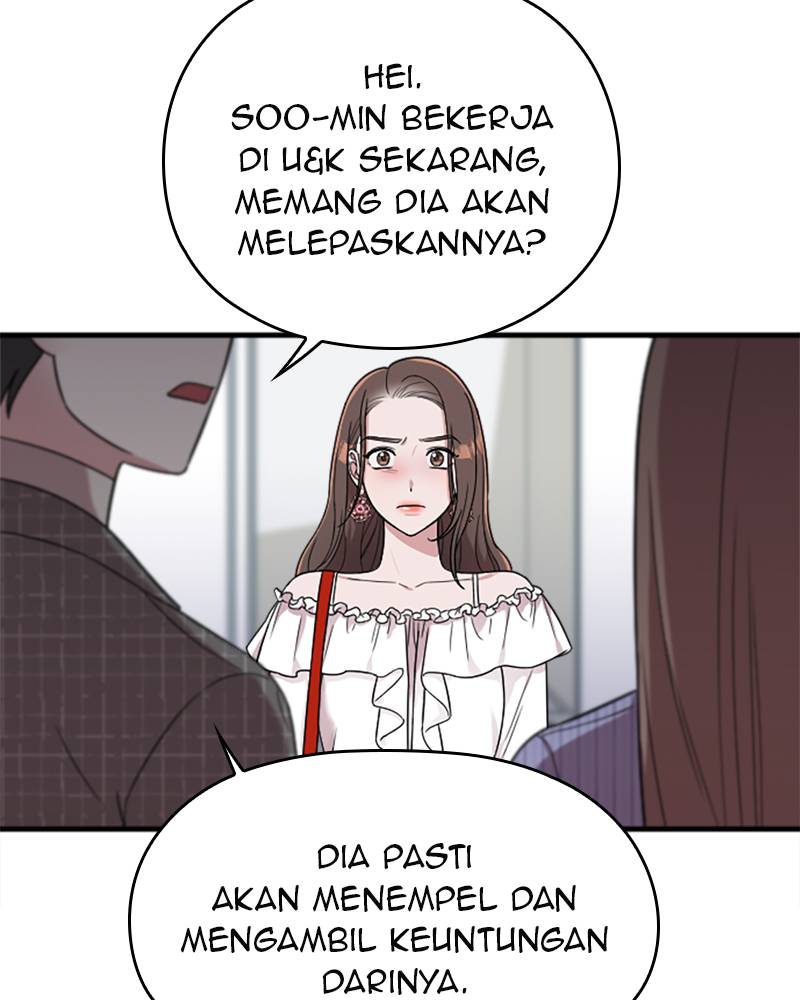 HEI.
SOO-MIN BEKERJA
DI U&K SEKARANG,
MEMANG DIA AKAN
MELEPASKANNYA?
DIA PASTI
AKAN MENEMPEL DAN
MENGAMBIL KEUNTUNGAN
DARINYA.